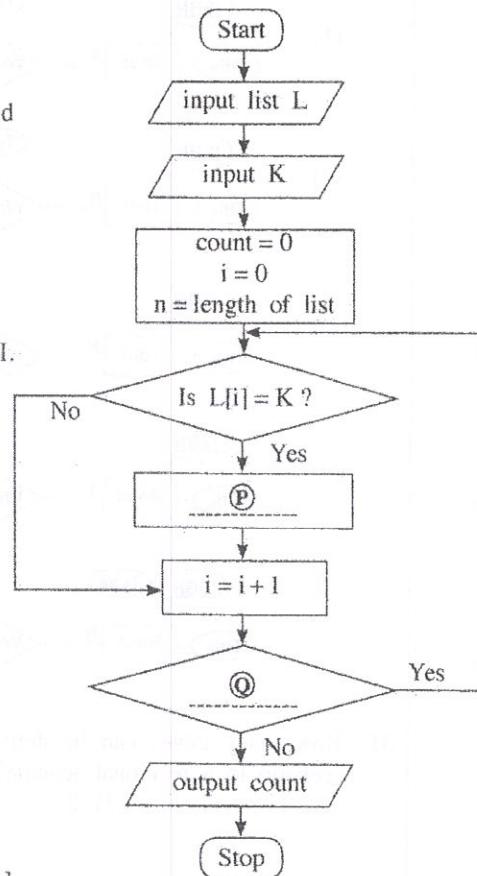 Start
input list L
d
input K
count = 0
i = 0
n = length of list
I.
Is L[i] = K ?
No
Yes
P
i = i + 1
Q
Yes
No
output count
Stop